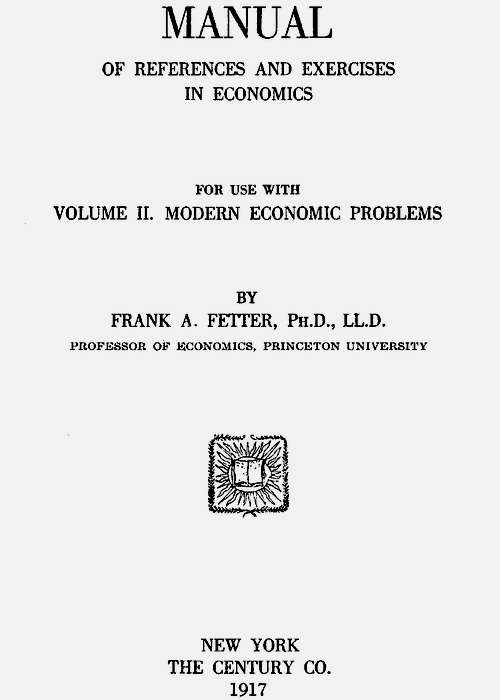 MANUAL
OF REFERENCES AND EXERCISES
IN ECONOMICS
FOR USE WITH
VOLUME II. MODERN ECONOMIC PROBLEMS
BY
FRANK A. FETTER, PH.D., LL.D.
PROFESSOR OF ECONOMICS, PRINCETON UNIVERSITY
NEW YORK
THE CENTURY CO.
1917